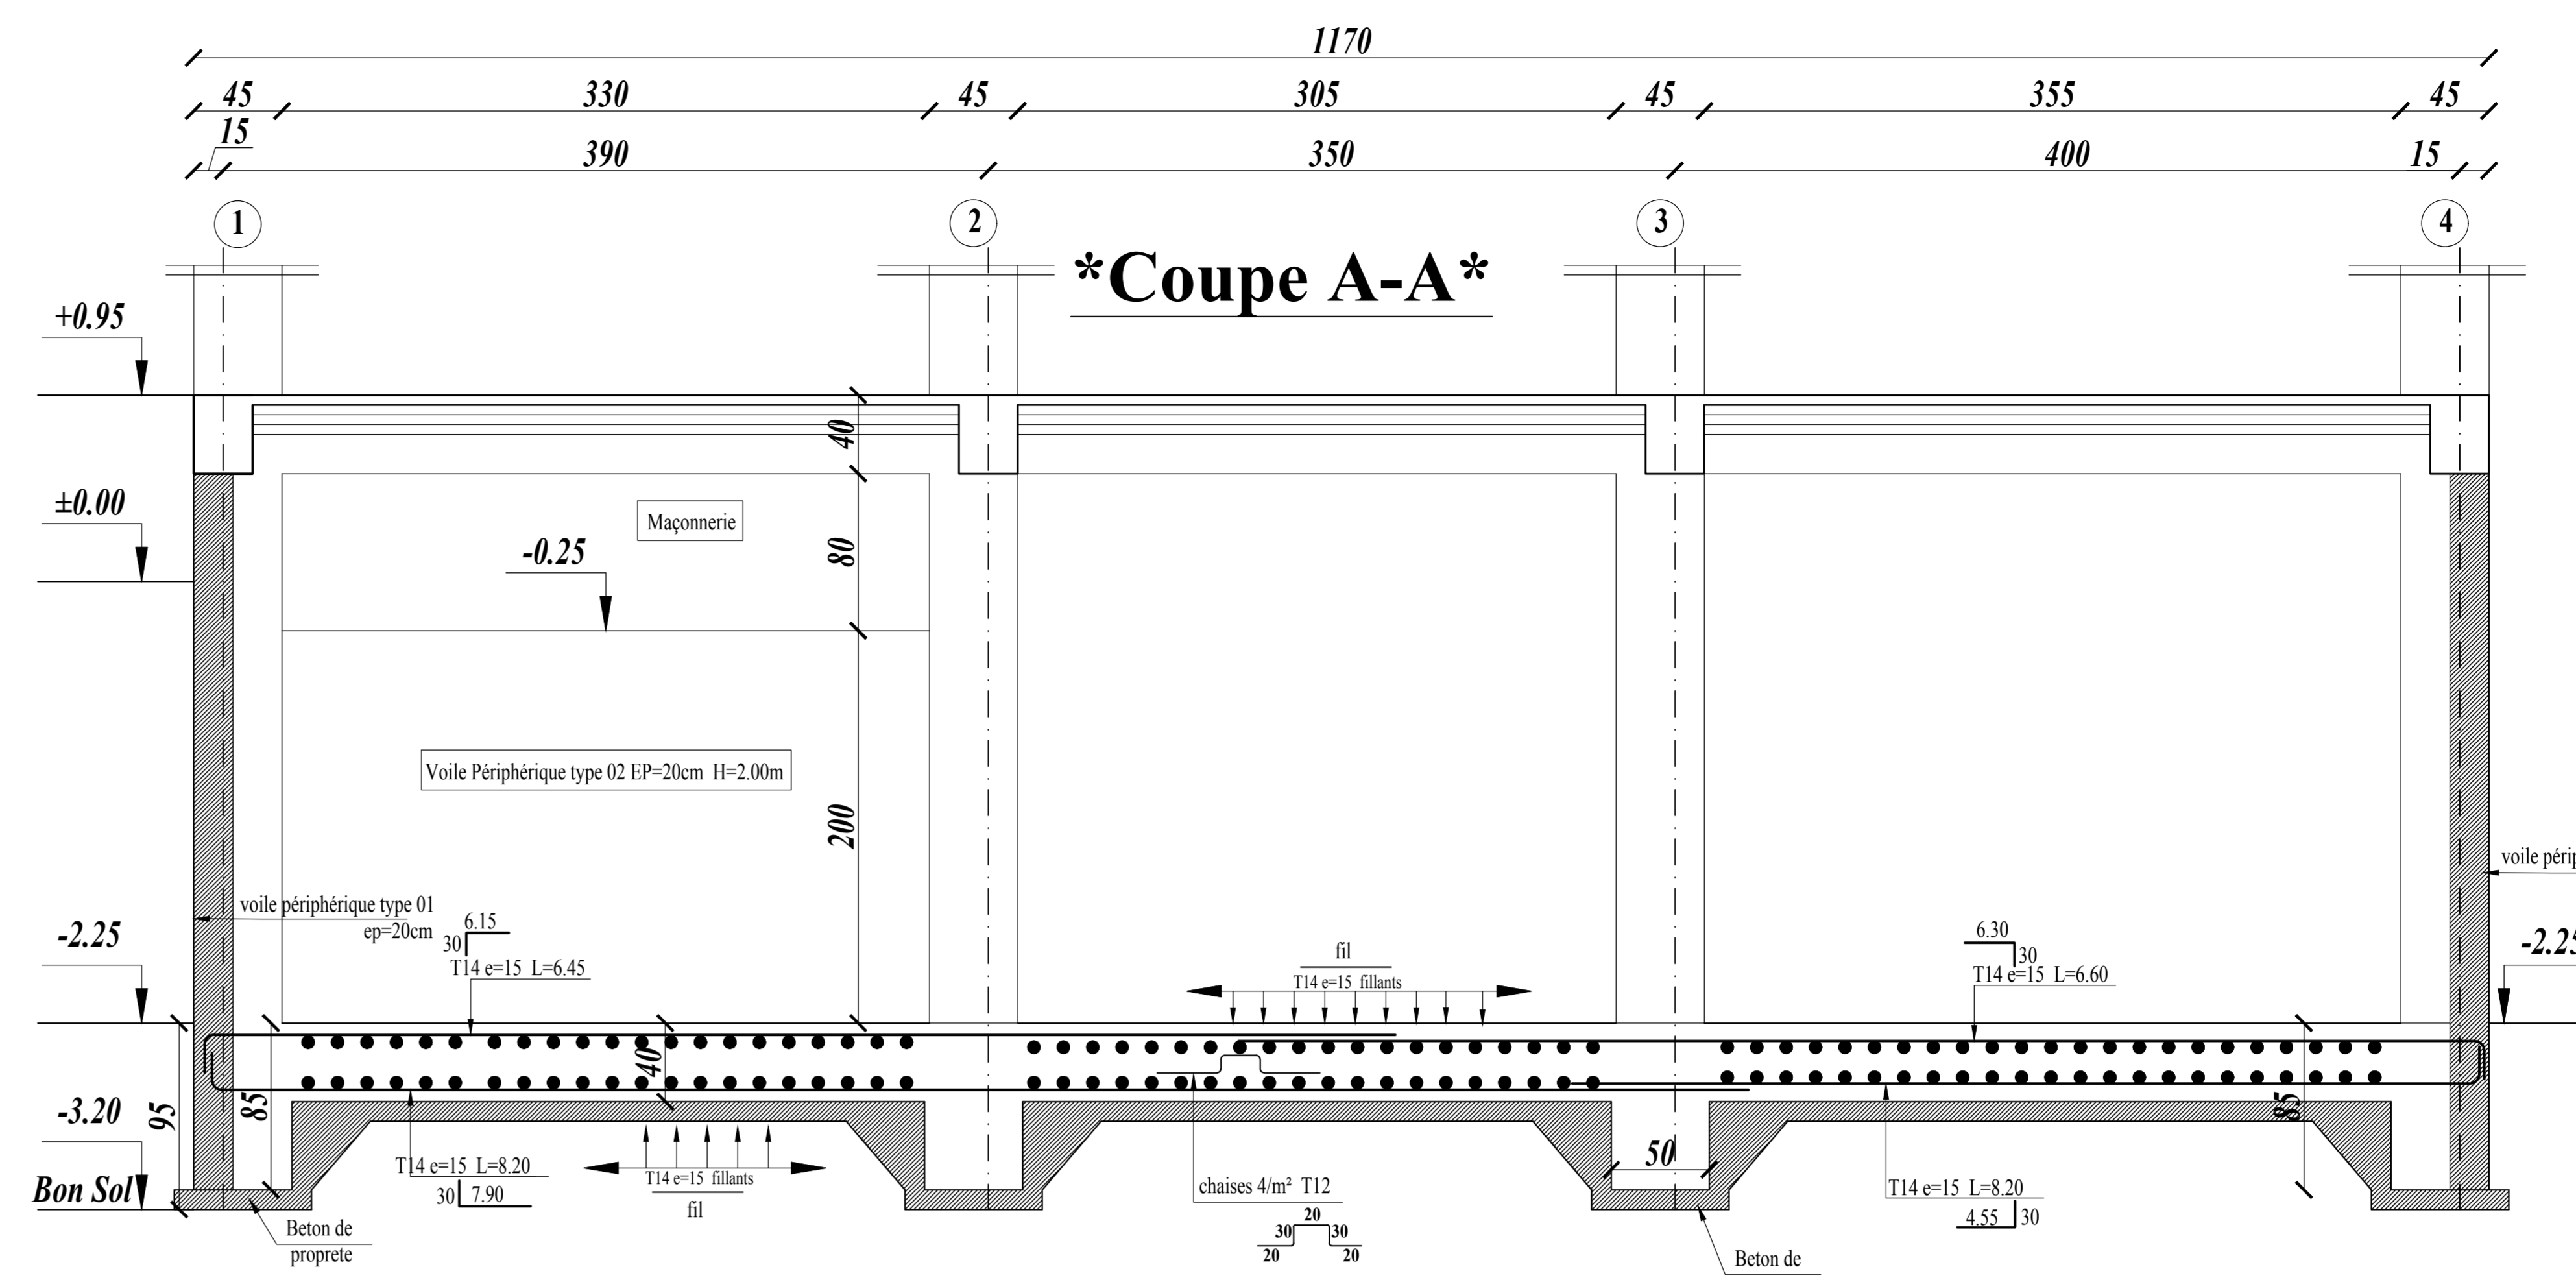 1170
45 330 45 305 45 355 45
15 390 350 400 15
1 2 3 4
*Coupe A-A*
+0.95
40
±0.00
Maçonnerie
-0.25
80
Voile Périphérique type 02 EP=20cm H=2.00m
200
voile périphérique type 01
ep=20cm
voile
-2.25
6.15
30
T14 e=15 L=6.45
fil
T14 e=15 fillants
6.30
30
T14 e=15 L=6.60
-2.25
40
-3.20
95
85
85
Bon Sol
T14 e=15 L=8.20
30 7.90
T14 e=15 fillants
fil
chaises 4/m² T12
20
30 30
20 20
50
T14 e=15 L=8.20
4.55 30
Beton de
proprete
Beton de